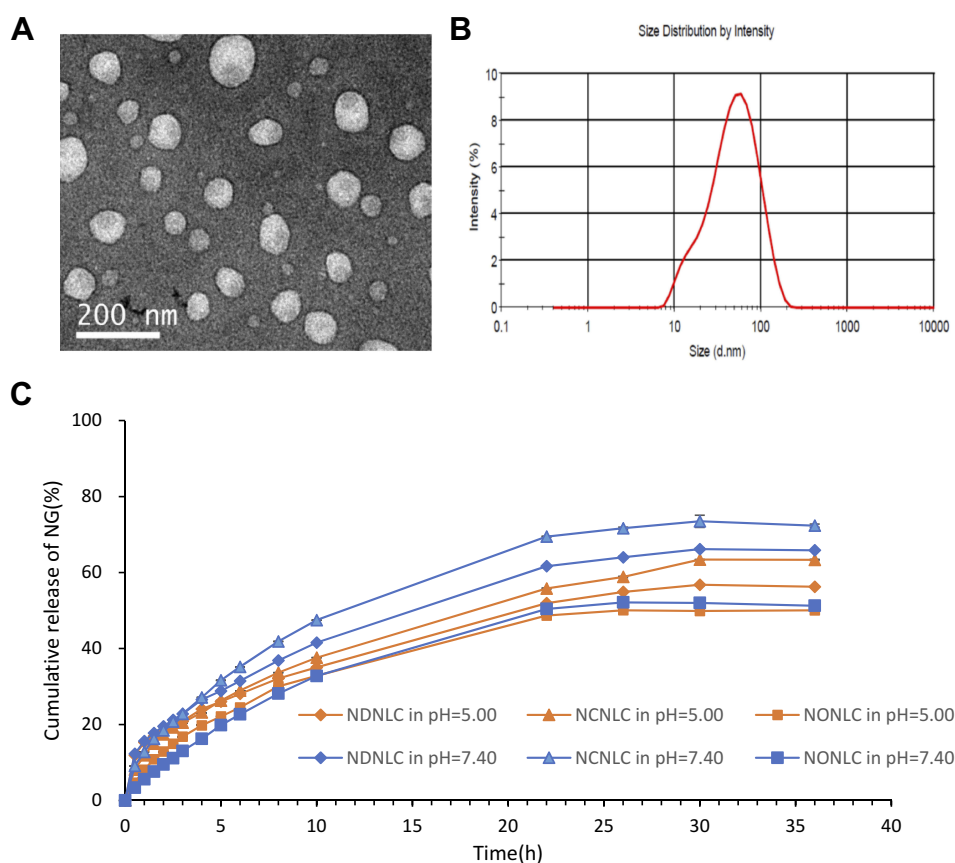 A
200 nm
B
Size Distribution by Intensity
Intensity (%)
10
8
6
4
2
0
0.1 1 10 100 1000 10000
Size (d.nm)
C
Cumulative release of NG(%)
100
80
60
40
20
0
NDNLC in pH=5.00 NCNLC in pH=5.00 NONLC in pH=5.00
NDNLC in pH=7.40 NCNLC in pH=7.40 NONLC in pH=7.40
0 5 10 15 20 25 30 35 40
Time(h)